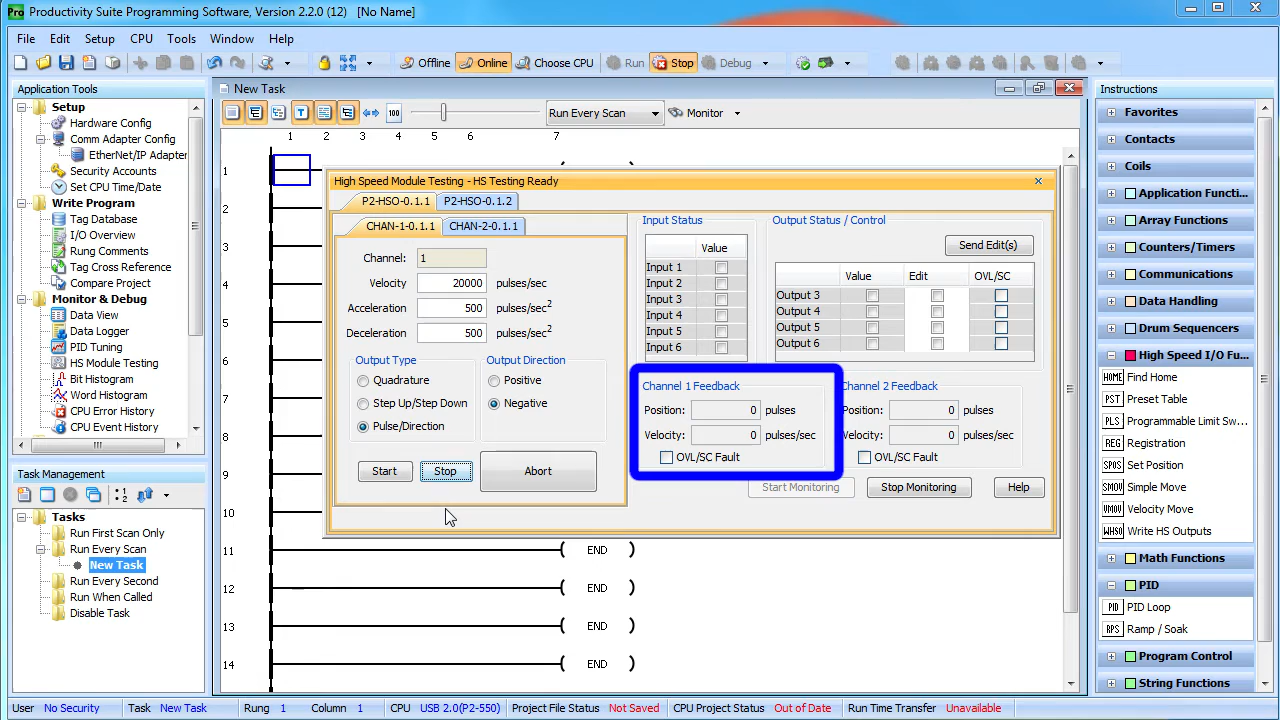 Pro Productivity Suite Programming Software, Version 2.2.0 (12) [No Name]
File Edit Setup CPU Tools Window Help
Offline Online Choose CPU Run Stop Debug
Application Tools
Setup
Hardware Config
Comm Adapter Config
EtherNet/IP Adapter
Security Accounts
Set CPU Time/Date
Write Program
Tag Database
I/O Overview
Rung Comments
Tag Cross Reference
Compare Project
Monitor & Debug
Data View
Data Logger
PID Tuning
HS Module Testing
Bit Histogram
Word Histogram
CPU Error History
CPU Event History
Task Management
Tasks
Run First Scan Only
Run Every Scan
New Task
Run Every Second
Run When Called
Disable Task
New Task
T 100 Run Every Scan Monitor
1 2 3 4 5 6 7
1
2
3
4
5
6
7
8
9
10
11 END
12 END
13 END
14 END
High Speed Module Testing - HS Testing Ready
P2-HSO-0.1.1 P2-HSO-0.1.2
CHAN-1-0.1.1 CHAN-2-0.1.1
Channel: 1
Velocity 20000 pulses/sec
Acceleration 500 pulses/sec2
Deceleration 500 pulses/sec2
Output Type
Quadrature
Step Up/Step Down
Pulse/Direction
Output Direction
Positive
Negative
Start Stop Abort
Input Status
Value
Input 1
Input 2
Input 3
Input 4
Input 5
Input 6
Output Status / Control
Send Edit(s)
Value Edit OVL/SC
Output 3
Output 4
Output 5
Output 6
Channel 1 Feedback
Position: 0 pulses
Velocity: 0 pulses/sec
OVL/SC Fault
Channel 2 Feedback
Position: 0 pulses
Velocity: 0 pulses/sec
OVL/SC Fault
Start Monitoring Stop Monitoring Help
Instructions
Favorites
Contacts
Coils
Application Functi...
Array Functions
Counters/Timers
Communications
Data Handling
Drum Sequencers
High Speed I/O Fu...
HOME Find Home
PST Preset Table
PLS Programmable Limit Sw...
REG Registration
SPOS Set Position
SMOV Simple Move
VMOV Velocity Move
WHSO Write HS Outputs
Math Functions
PID
PID PID Loop
RPS Ramp / Soak
Program Control
String Functions
User No Security Task New Task Rung 1 Column 1 CPU USB 2.0(P2-550) Project File Status Not Saved CPU Project Status Out of Date Run Time Transfer Unavailable